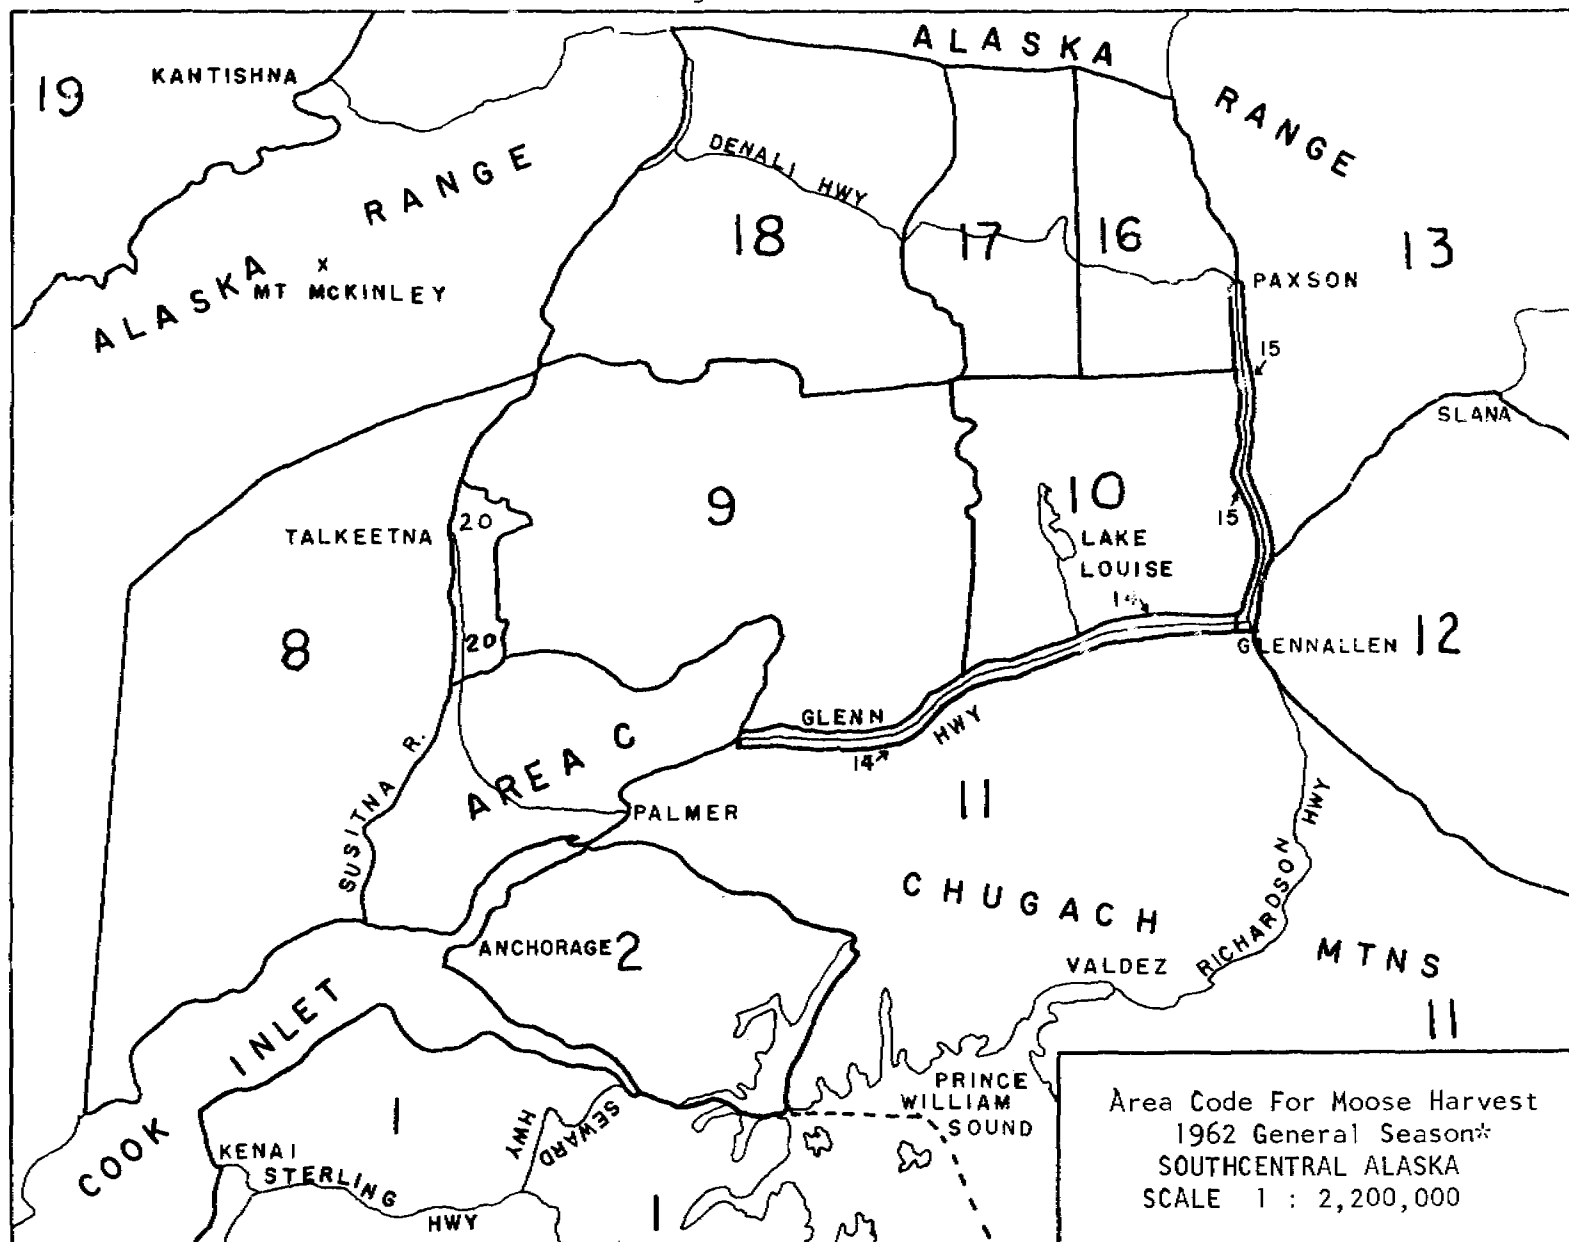 ALASKA RANGE
19
KANTISHNA
ALASKA RANGE
x
MT MCKINLEY
DENALI HWY
18
17
16
13
PAXSON
15
SLANA
9
10
LAKE
LOUISE
15
14
TALKEETNA
20
20
8
GLENNALLEN
12
GLENN HWY
14
AREA C
SUSITNA R.
PALMER
11
RICHARDSON HWY
CHUGACH MTNS
ANCHORAGE
2
VALDEZ
11
COOK INLET
1
PRINCE
WILLIAM
SOUND
SEWARD
HWY
KENAI
STERLING
HWY
1
Area Code For Moose Harvest
1962 General Season*
SOUTHCENTRAL ALASKA
SCALE 1 : 2,200,000